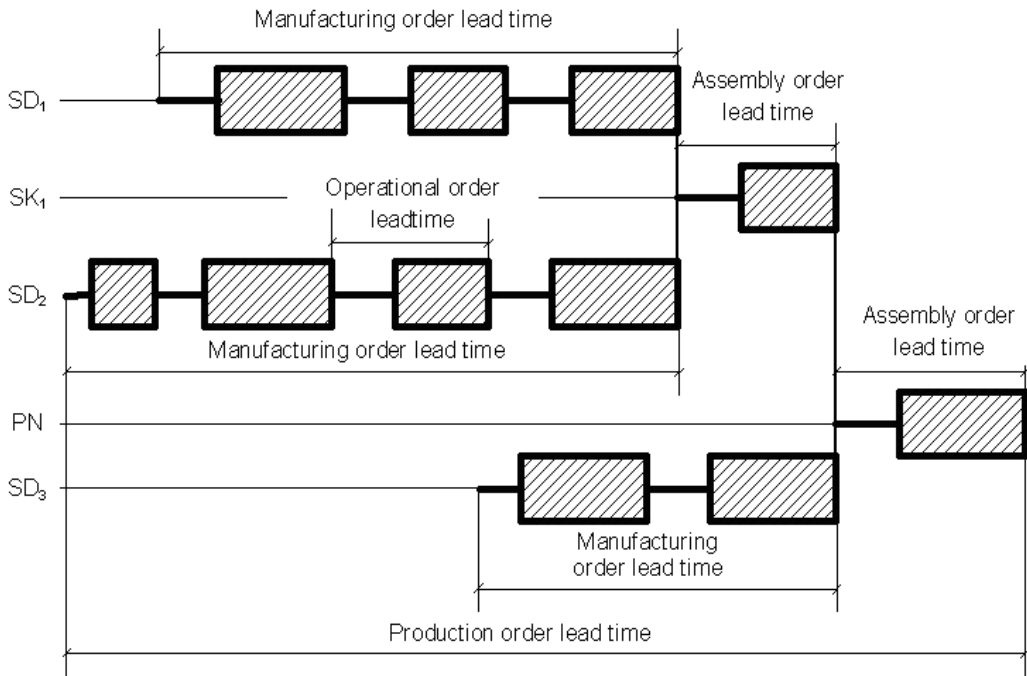 Manufacturing order lead time
SD₁
Assembly order
lead time
SK₁
Operational order
leadtime
SD₂
Manufacturing order lead time
Assembly order
lead time
PN
SD₃
Manufacturing
order lead time
Production order lead time